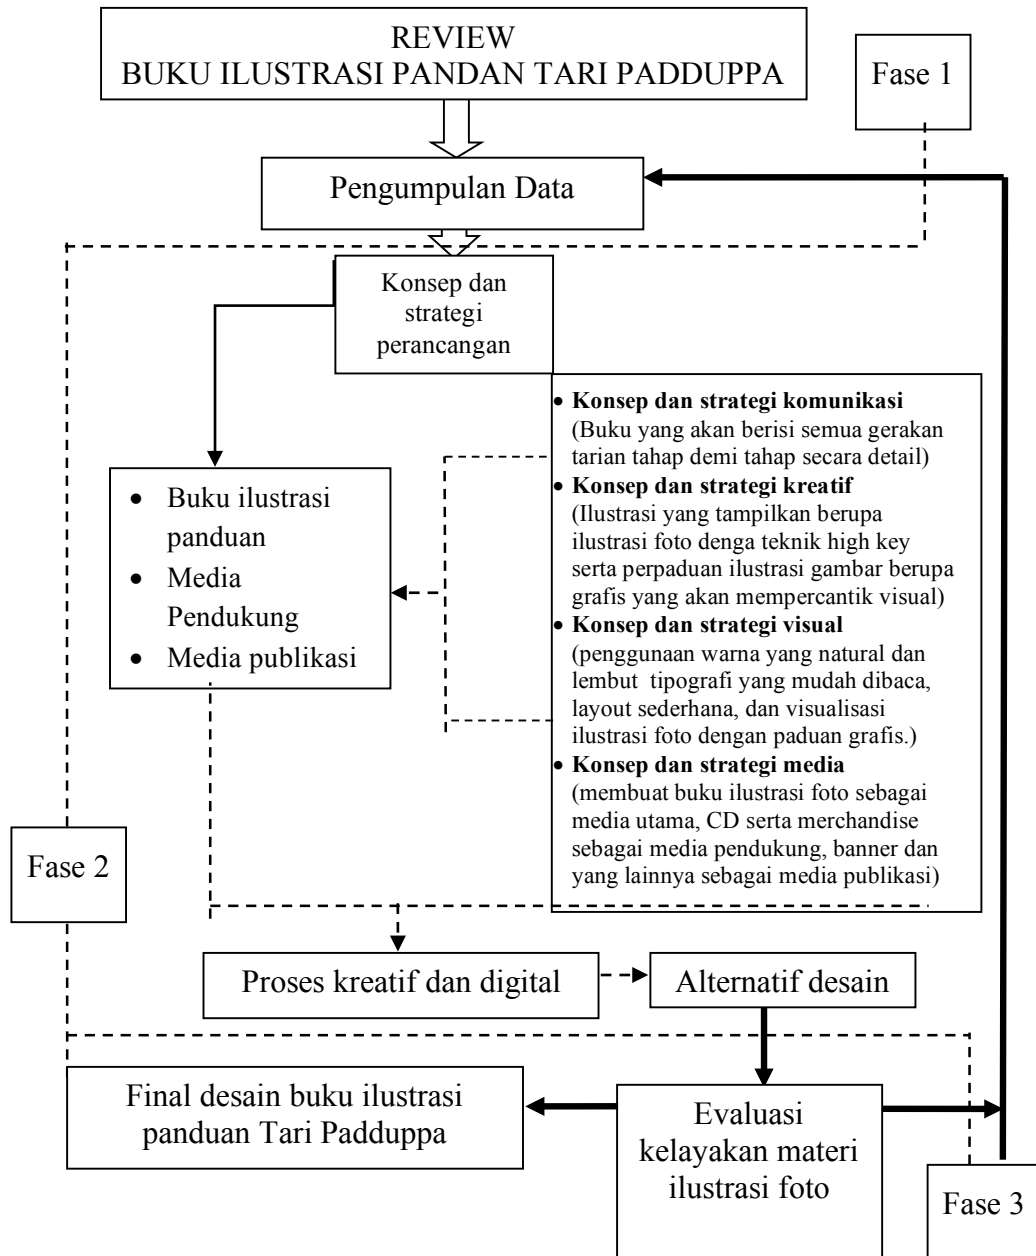 REVIEW
BUKU ILUSTRASI PANDAN TARI PADDUPPA
Fase 1
Pengumpulan Data
Konsep dan
strategi
perancangan
• Konsep dan strategi komunikasi
(Buku yang akan berisi semua gerakan
tarian tahap demi tahap secara detail)
• Konsep dan strategi kreatif
(Ilustrasi yang tampilkan berupa
ilustrasi foto denga teknik high key
serta perpaduan ilustrasi gambar berupa
grafis yang akan mempercantik visual)
• Konsep dan strategi visual
(penggunaan warna yang natural dan
lembut tipografi yang mudah dibaca,
layout sederhana, dan visualisasi
ilustrasi foto dengan paduan grafis.)
• Konsep dan strategi media
(membuat buku ilustrasi foto sebagai
media utama, CD serta merchandise
sebagai media pendukung, banner dan
yang lainnya sebagai media publikasi)
• Buku ilustrasi
panduan
• Media
Pendukung
• Media publikasi
Fase 2
Proses kreatif dan digital
Alternatif desain
Final desain buku ilustrasi
panduan Tari Padduppa
Evaluasi
kelayakan materi
ilustrasi foto
Fase 3